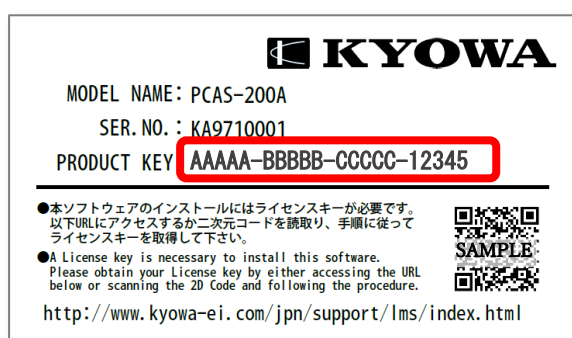 KYOWA
MODEL NAME: PCAS-200A
SER.NO.: KA9710001
PRODUCT KEY AAAAA-BBBBB-CCCCC-12345
●本ソフトウェアのインストールにはライセンスキーが必要です。
以下URLにアクセスするか二次元コードを読取り、手順に従って
ライセンスキーを取得して下さい。
●A License key is necessary to install this software.
Please obtain your License key by either accessing the URL
below or scanning the 2D Code and following the procedure.
SAMPLE
http://www.kyowa-ei.com/jpn/support/lms/index.html